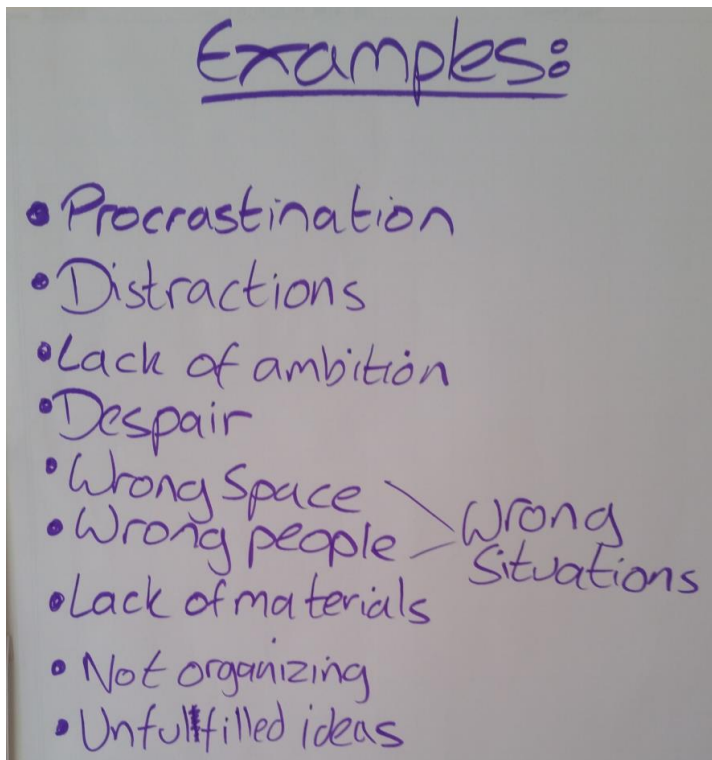 Examples:
• Procrastination
• Distractions
• Lack of ambition
• Despair
• Wrong Space
• Wrong people
Wrong
Situations
• Lack of materials
• Not organizing
• Unfullfilled ideas